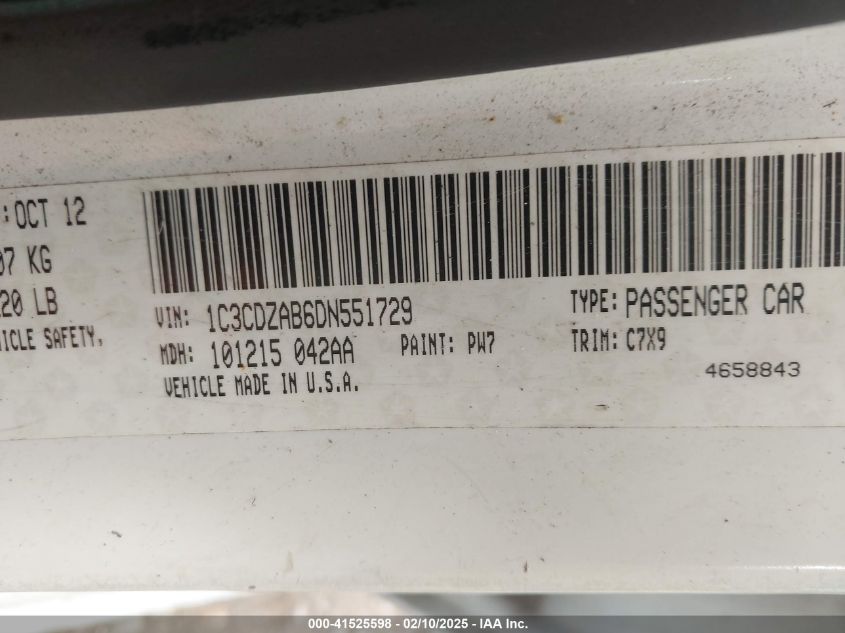 :OCT 12
07 KG
20 LB
HICLE SAFETY,
VIN: 1C3CDZAB6DN551729
TYPE: PASSENGER CAR
MDH: 101215 042AA
PAINT: PW7
TRIM: C7X9
VEHICLE MADE IN U.S.A.
4658843
000-41525598 - 02/10/2025 - IAA Inc.